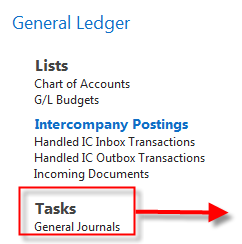 General Ledger
Lists
Chart of Accounts
G/L Budgets
Intercompany Postings
Handled IC Inbox Transactions
Handled IC Outbox Transactions
Incoming Documents
Tasks
General Journals